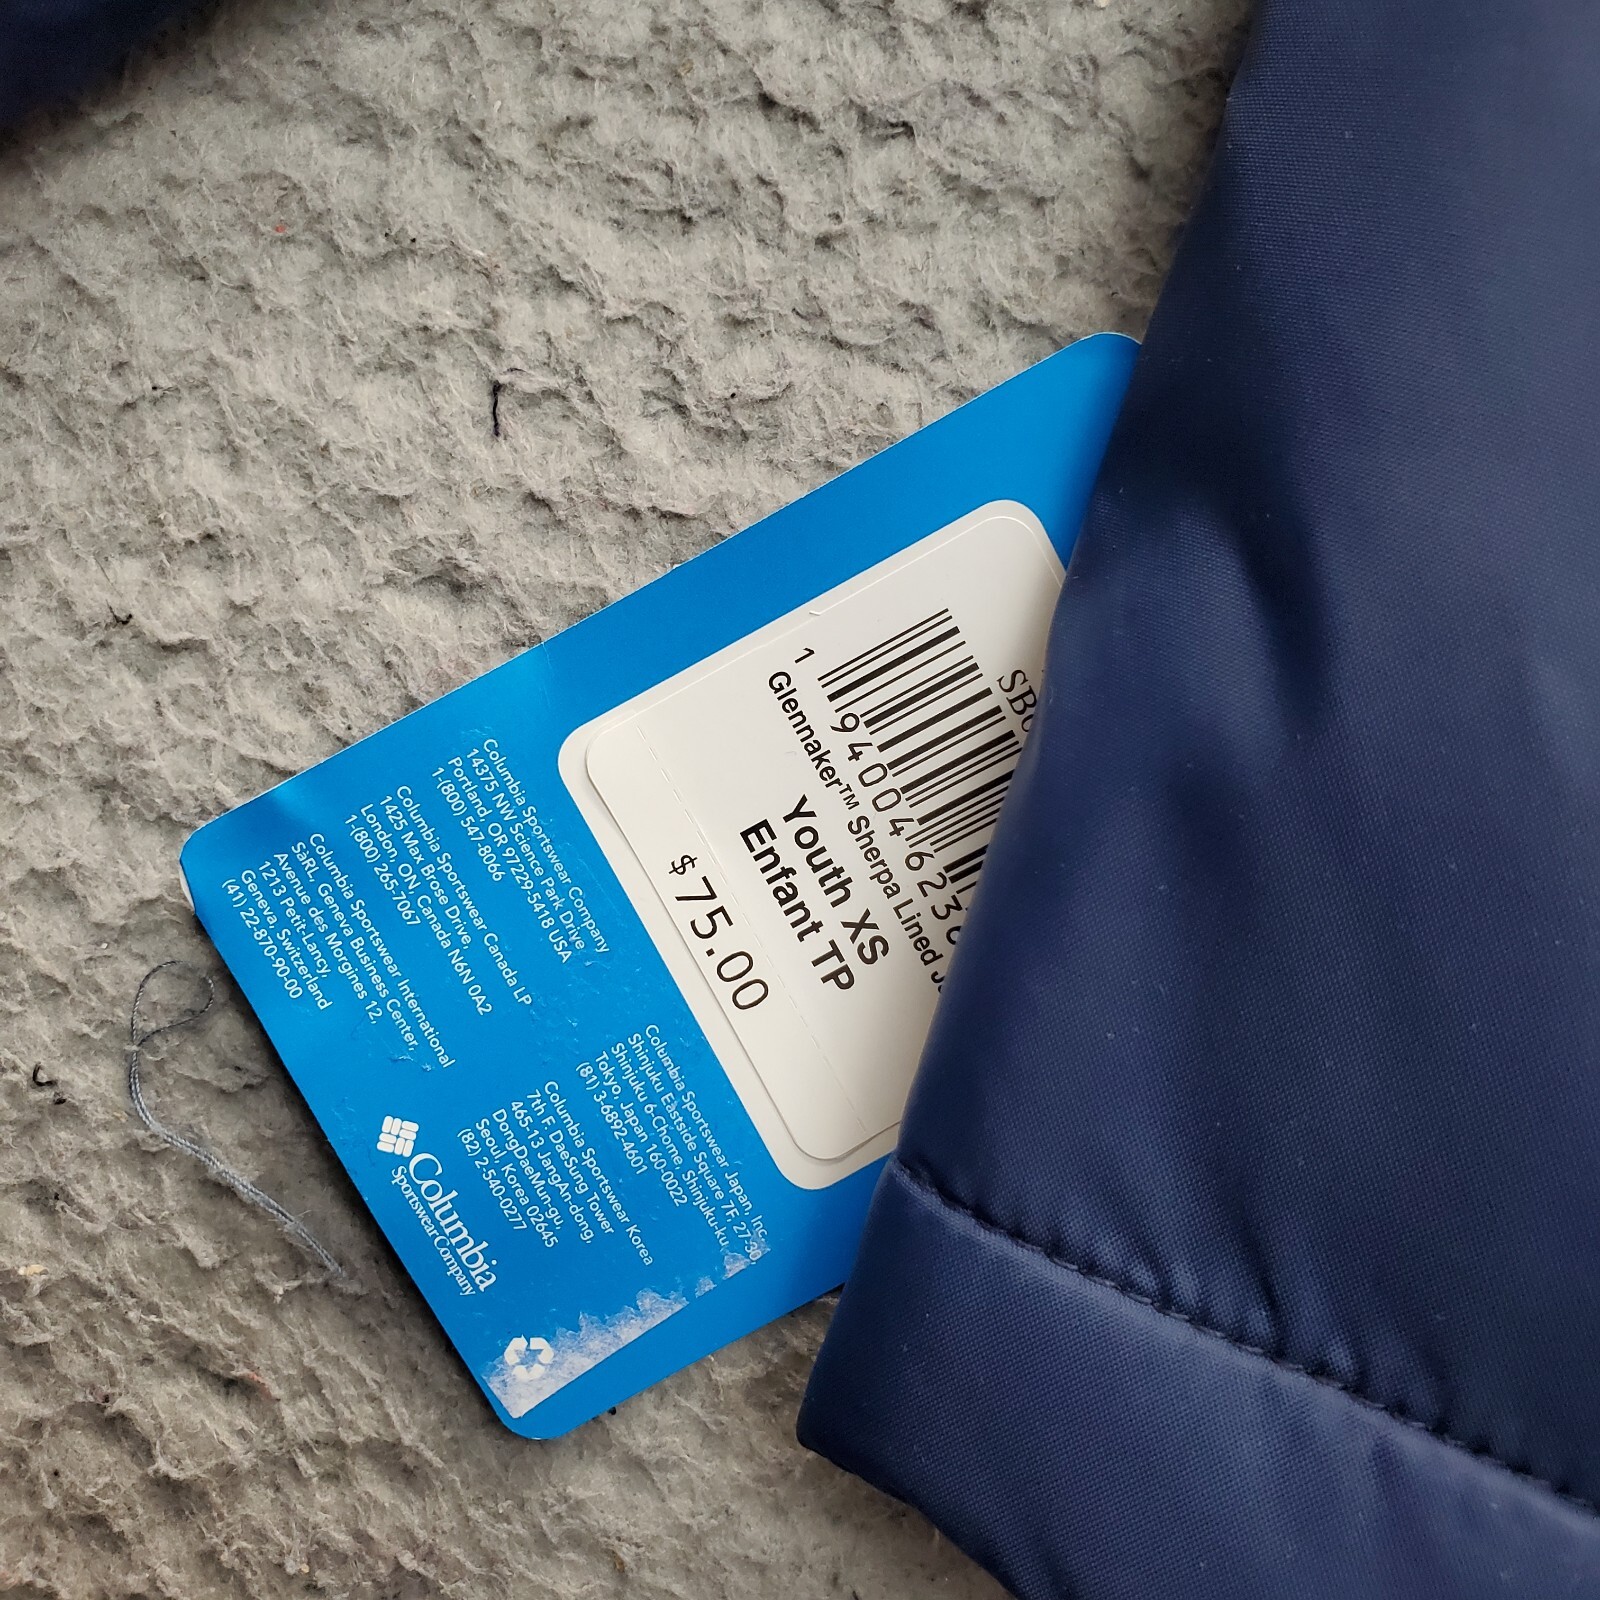 SB
1 94004 623
Glennaker™ Sherpa Lined
Youth XS
Enfant TP
$ 75.00
Columbia Sportswear Company
14375 NW Science Park Drive
Portland, OR 97229-5418 USA
1-(800) 547-8066
Columbia Sportswear Canada LP
1425 Max Brose Drive,
London, ON, Canada N6N 0A2
1-(800) 265-7067
Columbia Sportswear International
SàRL, Geneva Business Center,
Avenue des Morgines 12,
1213 Petit-Lancy,
Geneva, Switzerland
(41) 22-870-90-00
Columbia Sportswear Japan, Inc.
Shinjuku Eastside Square 7F, 27-30,
Shinjuku 6-Chome, Shinjuku-ku,
Tokyo, Japan 160-0022
(81) 3-6892-4601
Columbia Sportswear Korea
7th F. DaeSung Tower
465-13 JangAn-dong,
DongDaeMun-gu,
Seoul, Korea 02645
(82) 2-540-0277
Columbia
Sportswear Company